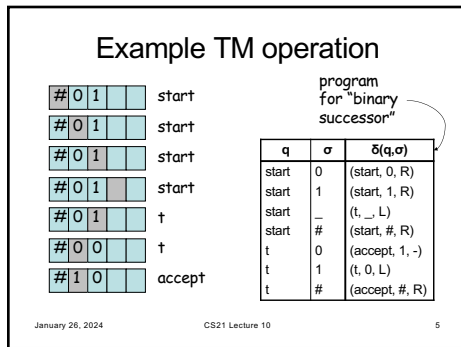 Example TM operation
# 0 1 start
# 0 1 start
# 0 1 start
# 0 1 start
# 0 1 t
# 0 0 t
# 1 0 accept
program
for “binary
successor”
q σ δ(q,σ)
start 0 (start, 0, R)
start 1 (start, 1, R)
start _ (t, _, L)
start # (start, #, R)
t 0 (accept, 1, -)
t 1 (t, 0, L)
t # (accept, #, R)
January 26, 2024 CS21 Lecture 10 5